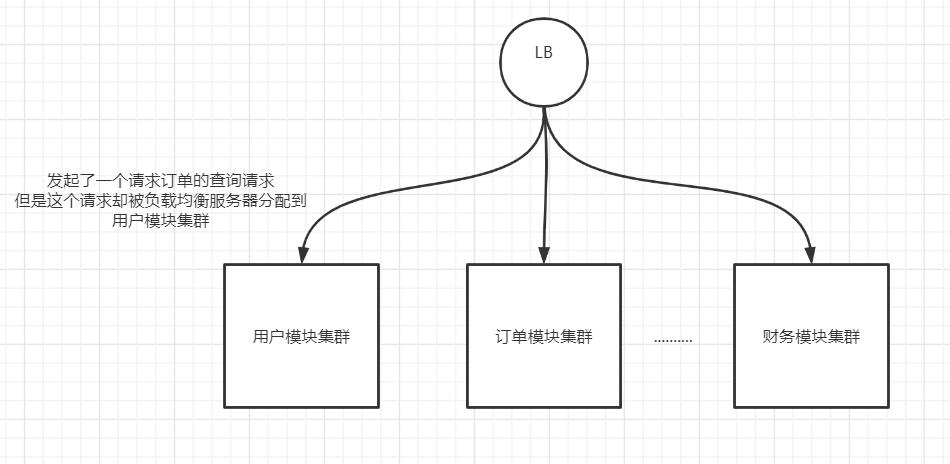 LB
发起了一个请求订单的查询请求
但是这个请求却被负载均衡服务器分配到
用户模块集群
用户模块集群
订单模块集群
..........
财务模块集群